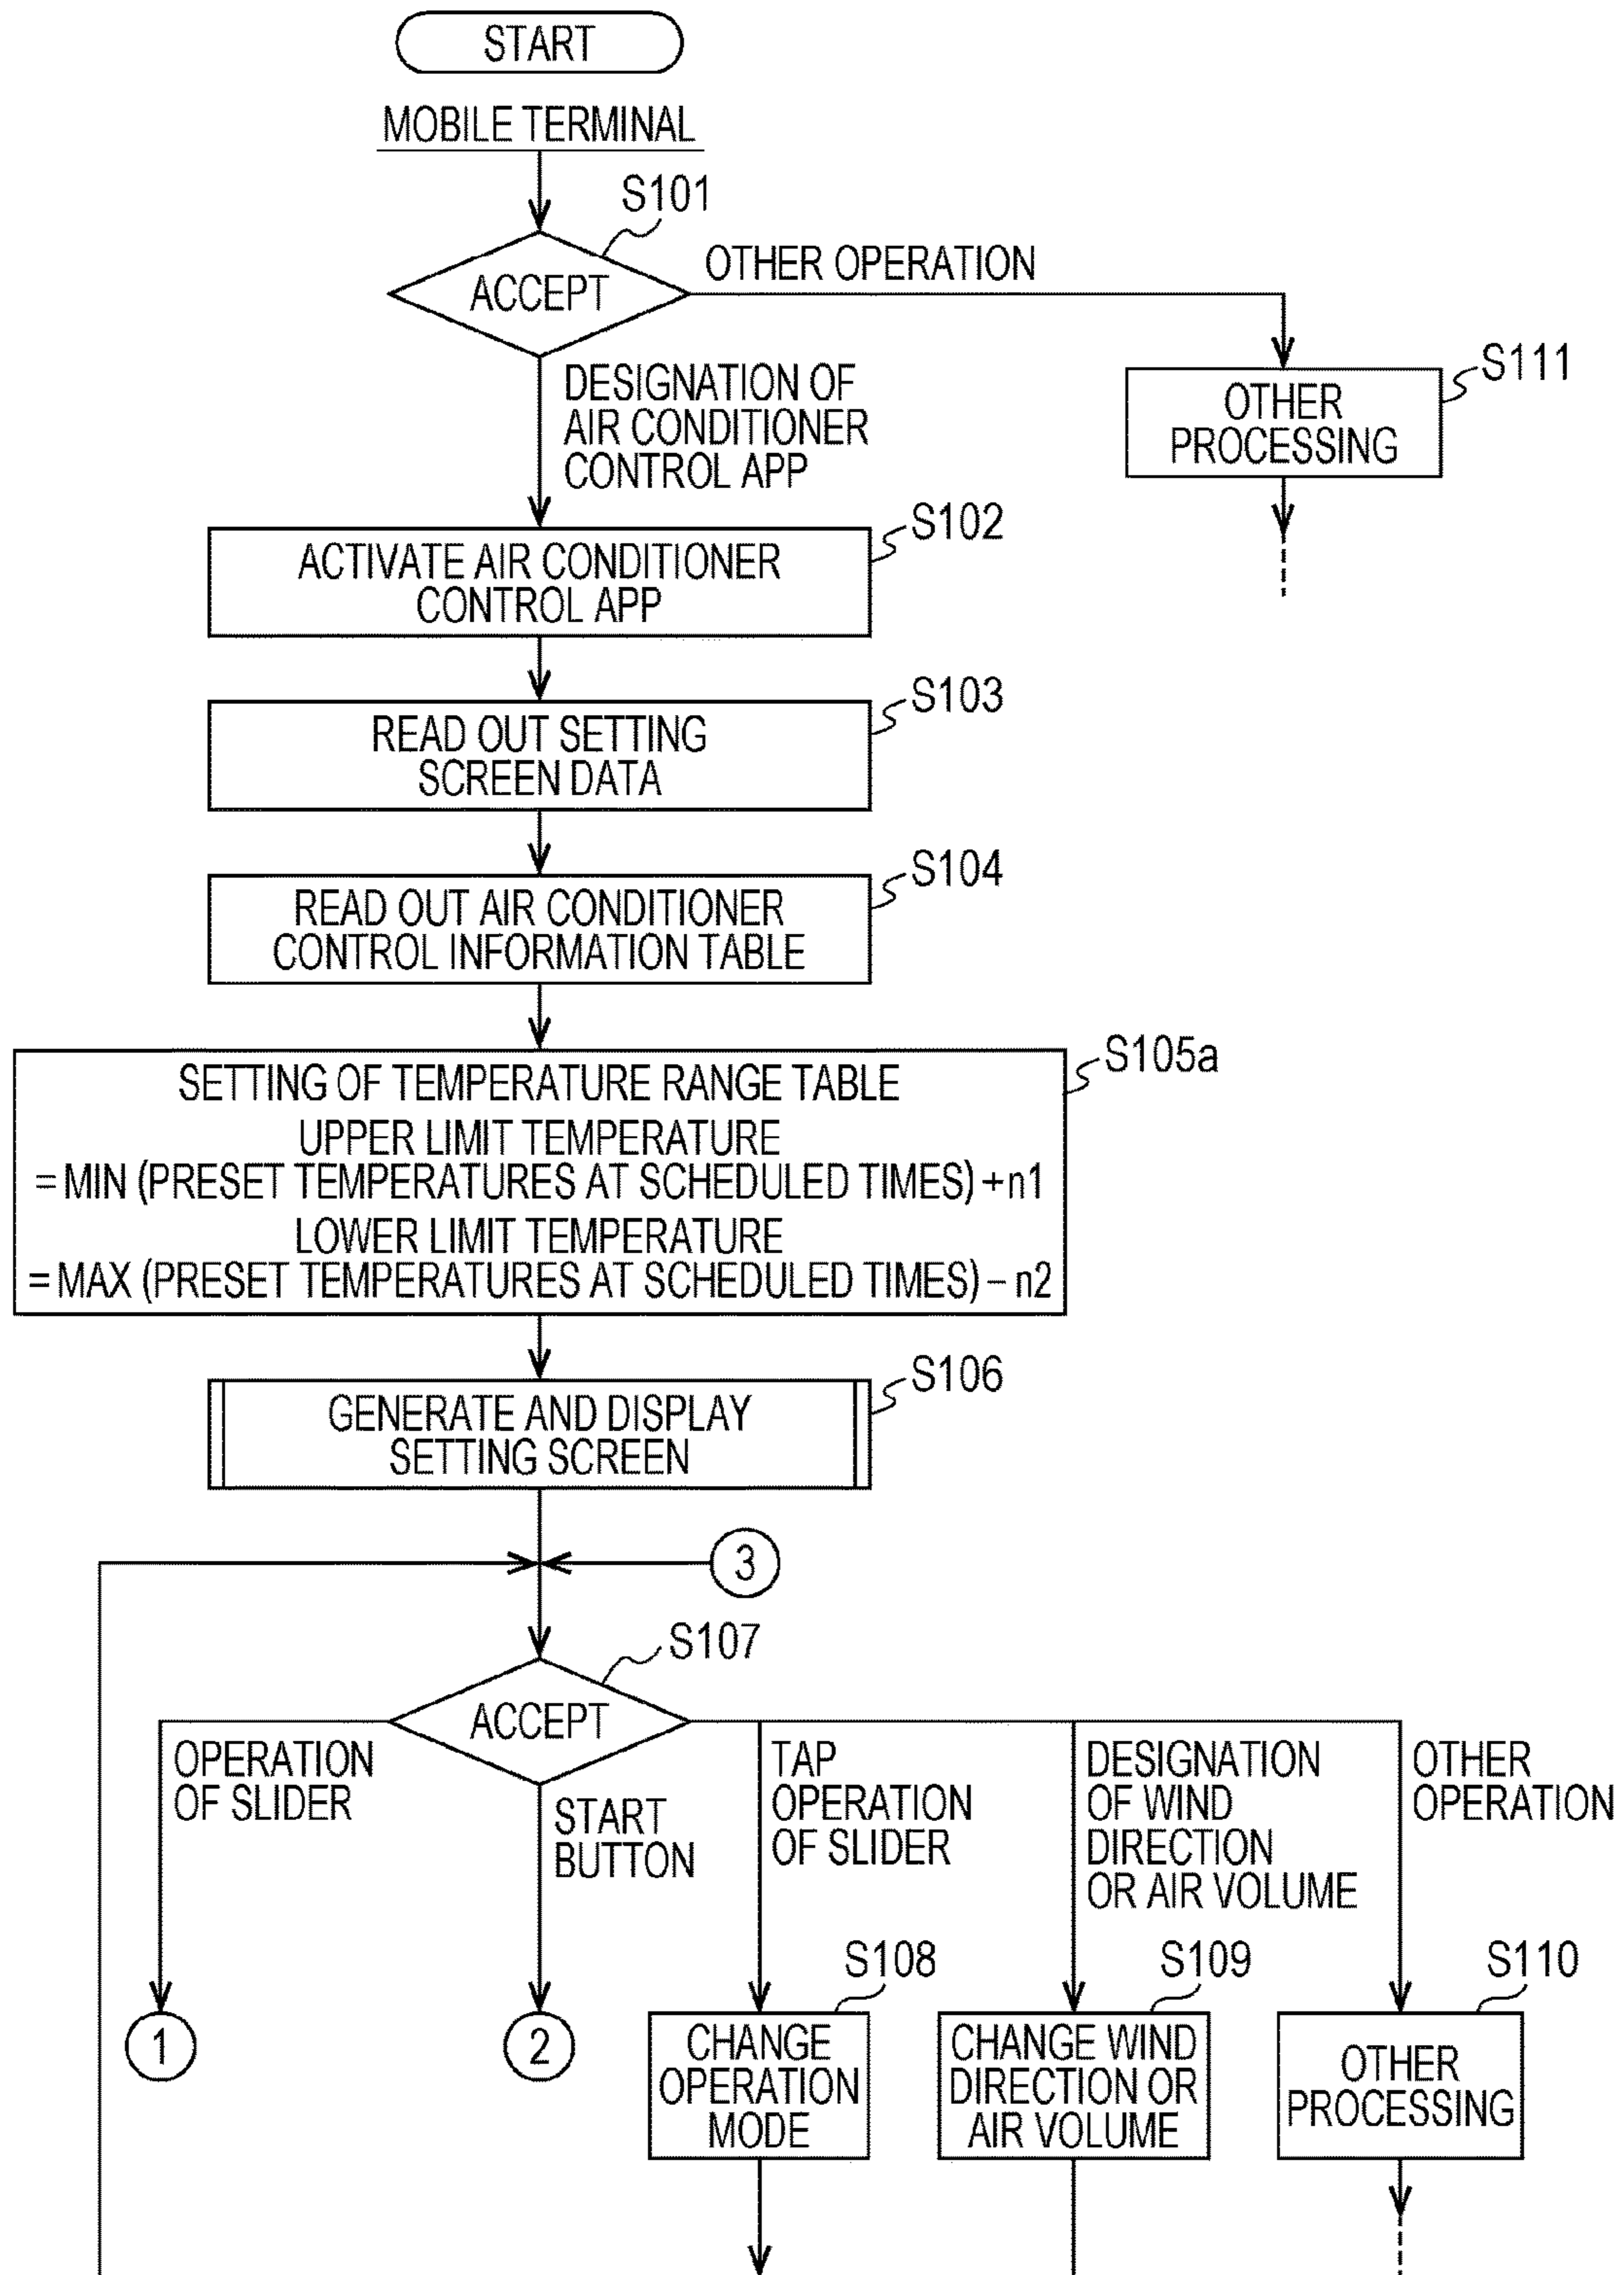 START
MOBILE TERMINAL
S101
ACCEPT
OTHER OPERATION
DESIGNATION OF
AIR CONDITIONER
CONTROL APP
S111
OTHER
PROCESSING
S102
ACTIVATE AIR CONDITIONER
CONTROL APP
S103
READ OUT SETTING
SCREEN DATA
S104
READ OUT AIR CONDITIONER
CONTROL INFORMATION TABLE
S105a
SETTING OF TEMPERATURE RANGE TABLE
UPPER LIMIT TEMPERATURE
= MIN (PRESET TEMPERATURES AT SCHEDULED TIMES) +n1
LOWER LIMIT TEMPERATURE
= MAX (PRESET TEMPERATURES AT SCHEDULED TIMES) – n2
S106
GENERATE AND DISPLAY
SETTING SCREEN
3
S107
ACCEPT
OPERATION
OF SLIDER
START
BUTTON
TAP
OPERATION
OF SLIDER
DESIGNATION
OF WIND
DIRECTION
OR AIR VOLUME
OTHER
OPERATION
1
2
S108
CHANGE
OPERATION
MODE
S109
CHANGE WIND
DIRECTION OR
AIR VOLUME
S110
OTHER
PROCESSING